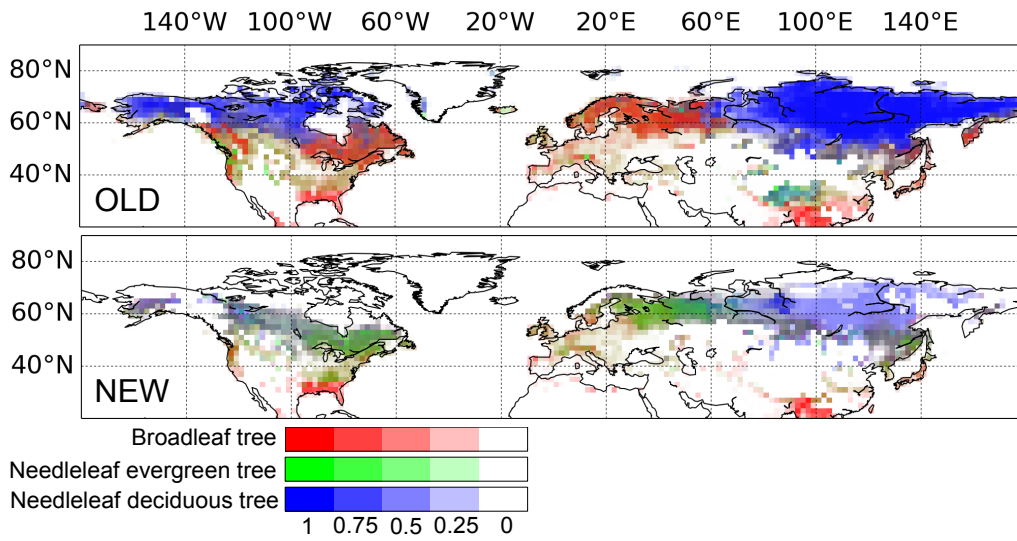 140°W 100°W 60°W 20°W 20°E 60°E 100°E 140°E
80°N
60°N
40°N
OLD
80°N
60°N
40°N
NEW
Broadleaf tree
Needleleaf evergreen tree
Needleleaf deciduous tree
1 0.75 0.5 0.25 0